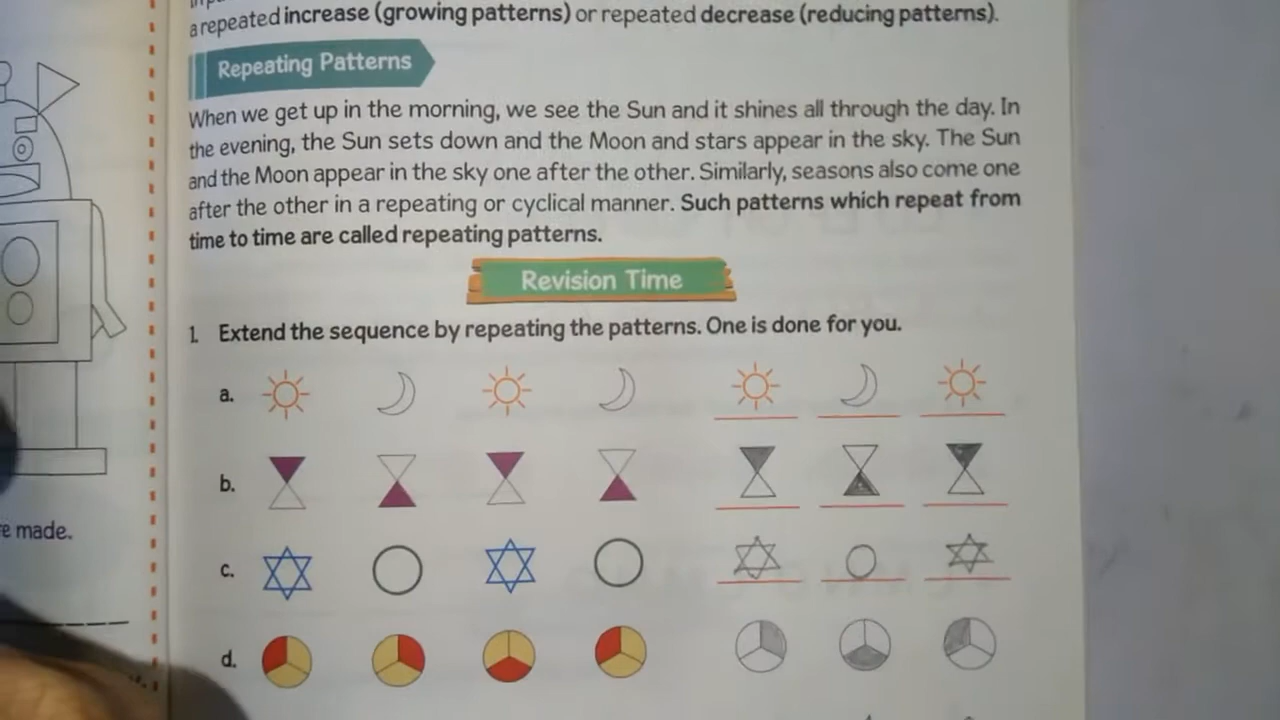 a repeated increase (growing patterns) or repeated decrease (reducing patterns).
Repeating Patterns
When we get up in the morning, we see the Sun and it shines all through the day. In
the evening, the Sun sets down and the Moon and stars appear in the sky. The Sun
and the Moon appear in the sky one after the other. Similarly, seasons also come one
after the other in a repeating or cyclical manner. Such patterns which repeat from
time to time are called repeating patterns.
Revision Time
1. Extend the sequence by repeating the patterns. One is done for you.
a.
b.
c.
d.
made.